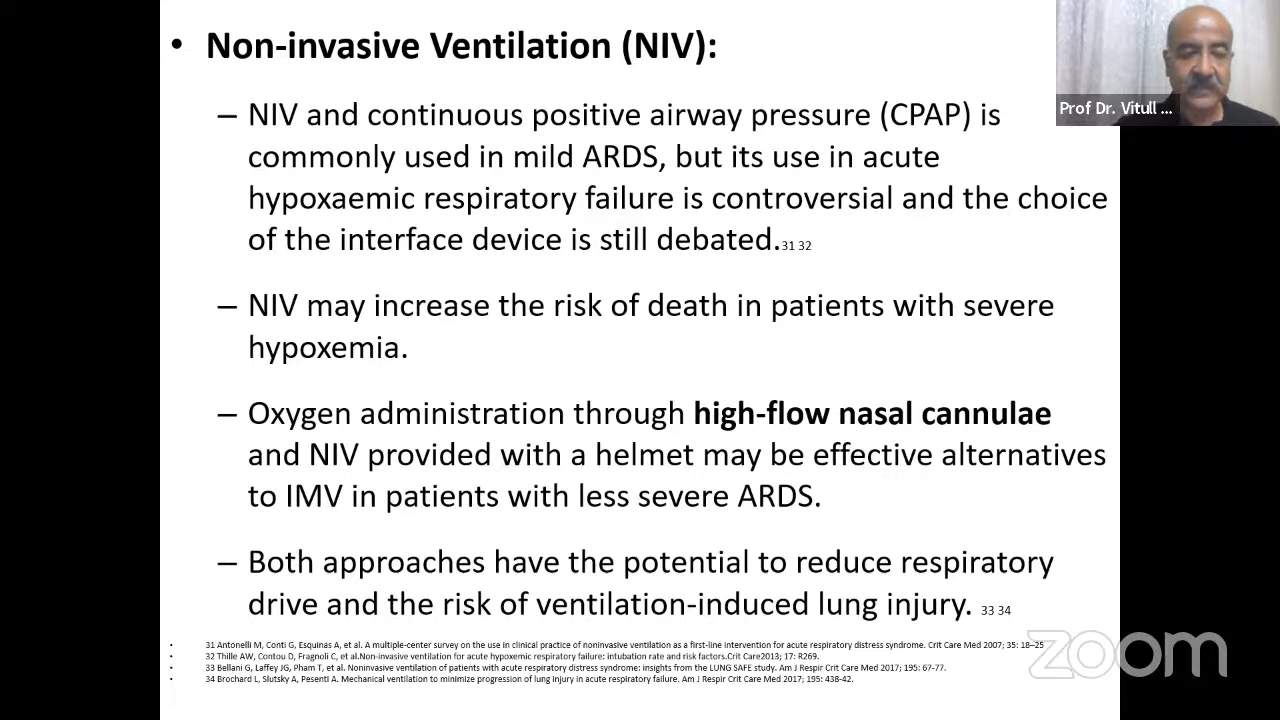 • Non-invasive Ventilation (NIV):
– NIV and continuous positive airway pressure (CPAP) is
commonly used in mild ARDS, but its use in acute
hypoxaemic respiratory failure is controversial and the choice
of the interface device is still debated.31 32
– NIV may increase the risk of death in patients with severe
hypoxemia.
– Oxygen administration through high-flow nasal cannulae
and NIV provided with a helmet may be effective alternatives
to IMV in patients with less severe ARDS.
– Both approaches have the potential to reduce respiratory
drive and the risk of ventilation-induced lung injury. 33 34
• 31 Antonelli M, Conti G, Esquinas A, et al. A multiple-center survey on the use in clinical practice of noninvasive ventilation as a first-line intervention for acute respiratory distress syndrome. Crit Care Med 2007; 35: 18–25
• 32 Thille AW, Contou D, Fragnoli C, et al.Non-invasive ventilation for acute hypoxemic respiratory failure: intubation rate and risk factors.Crit Care2013; 17: R269.
• 33 Bellani G, Laffey JG, Pham T, et al. Noninvasive ventilation of patients with acute respiratory distress syndrome: insights from the LUNG SAFE study. Am J Respir Crit Care Med 2017; 195: 67-77.
• 34 Brochard L, Slutsky A, Pesenti A. Mechanical ventilation to minimize progression of lung injury in acute respiratory failure. Am J Respir Crit Care Med 2017; 195: 438-42.
Prof Dr. Vitull ...
zoom